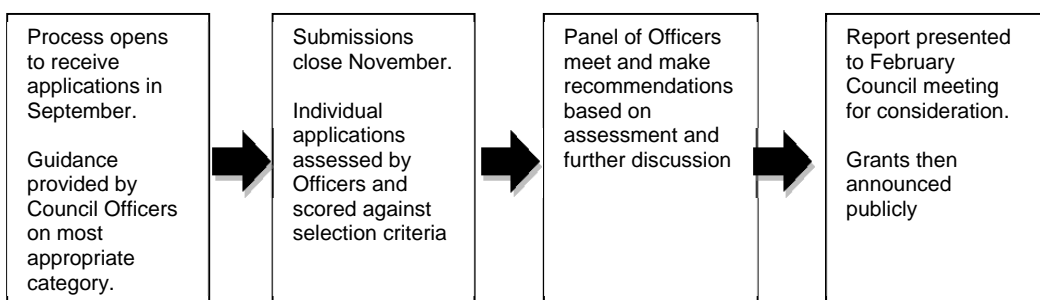 Process opens
to receive
applications in
September.
Guidance
provided by
Council Officers
on most
appropriate
category.
Submissions
close November.
Individual
applications
assessed by
Officers and
scored against
selection criteria
Panel of Officers
meet and make
recommendations
based on
assessment and
further discussion
Report presented
to February
Council meeting
for consideration.
Grants then
announced
publicly